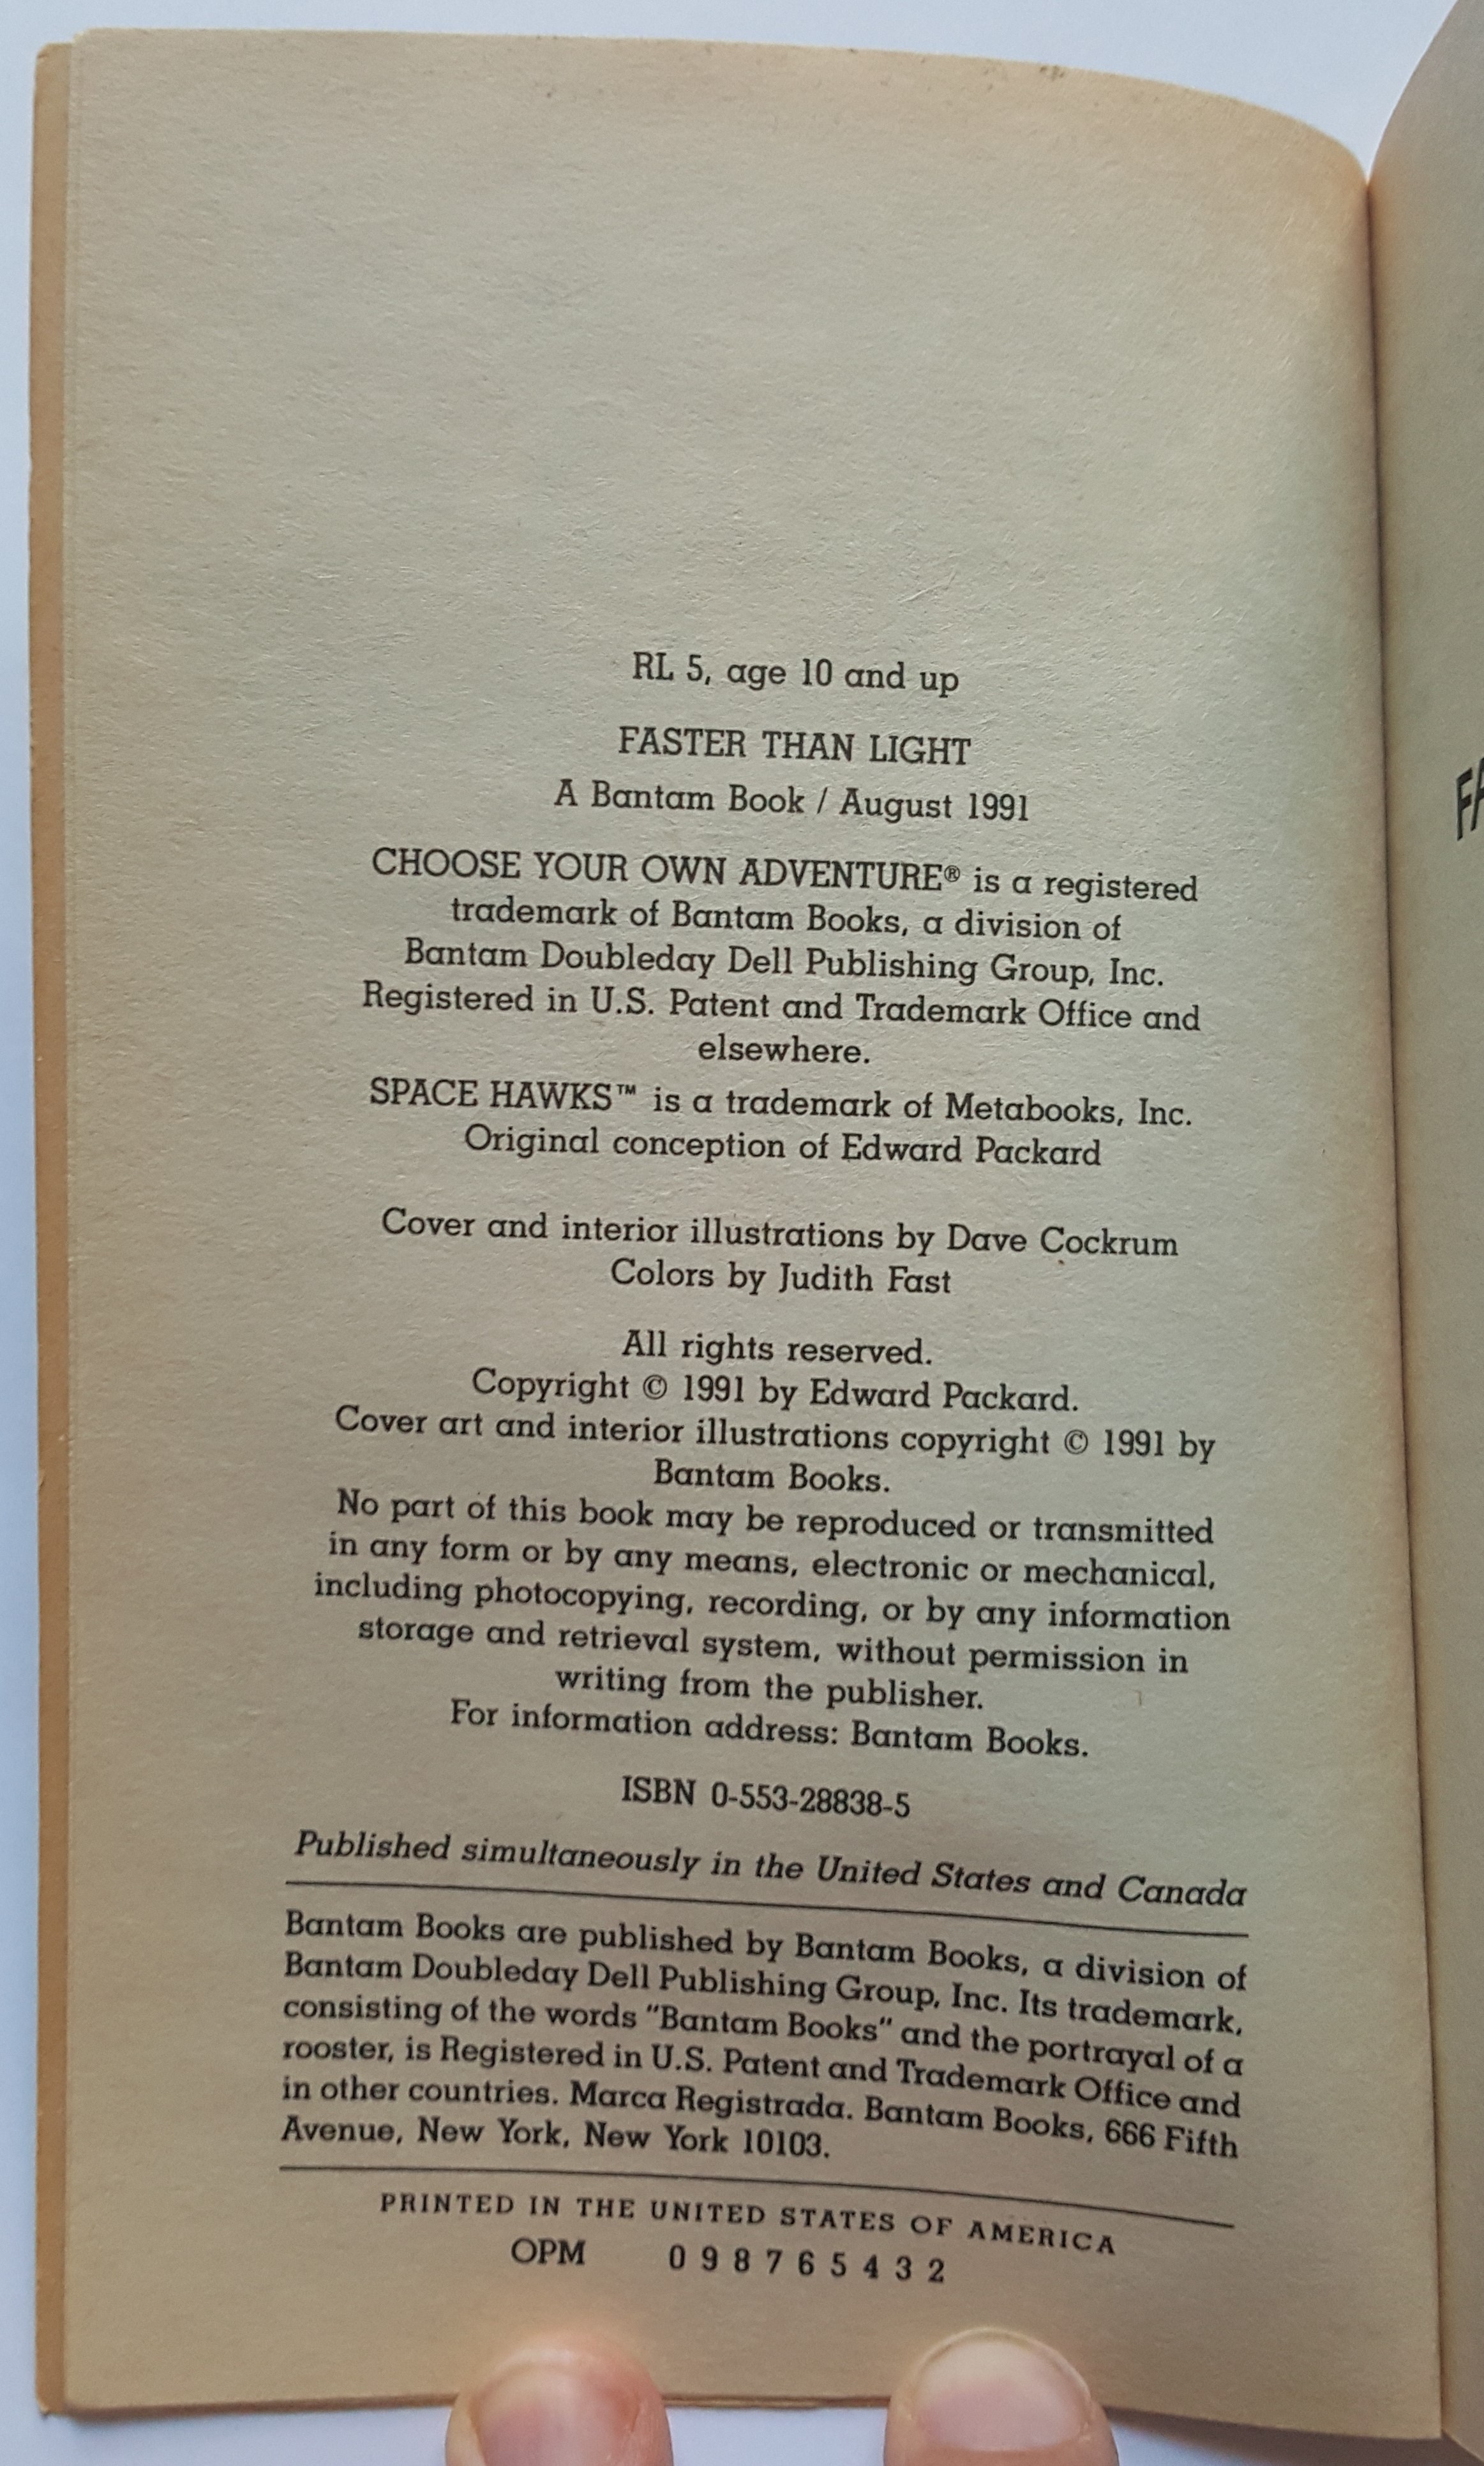 RL 5, age 10 and up
FASTER THAN LIGHT
A Bantam Book / August 1991
CHOOSE YOUR OWN ADVENTURE® is a registered
trademark of Bantam Books, a division of
Bantam Doubleday Dell Publishing Group, Inc.
Registered in U.S. Patent and Trademark Office and
elsewhere.
SPACE HAWKS™ is a trademark of Metabooks, Inc.
Original conception of Edward Packard
Cover and interior illustrations by Dave Cockrum
Colors by Judith Fast
All rights reserved.
Copyright © 1991 by Edward Packard.
Cover art and interior illustrations copyright © 1991 by
Bantam Books.
No part of this book may be reproduced or transmitted
in any form or by any means, electronic or mechanical,
including photocopying, recording, or by any information
storage and retrieval system, without permission in
writing from the publisher.
For information address: Bantam Books.
ISBN 0-553-28838-5
Published simultaneously in the United States and Canada
Bantam Books are published by Bantam Books, a division of
Bantam Doubleday Dell Publishing Group, Inc. Its trademark,
consisting of the words "Bantam Books" and the portrayal of a
rooster, is Registered in U.S. Patent and Trademark Office and
in other countries. Marca Registrada. Bantam Books, 666 Fifth
Avenue, New York, New York 10103.
PRINTED IN THE UNITED STATES OF AMERICA
OPM 0 9 8 7 6 5 4 3 2